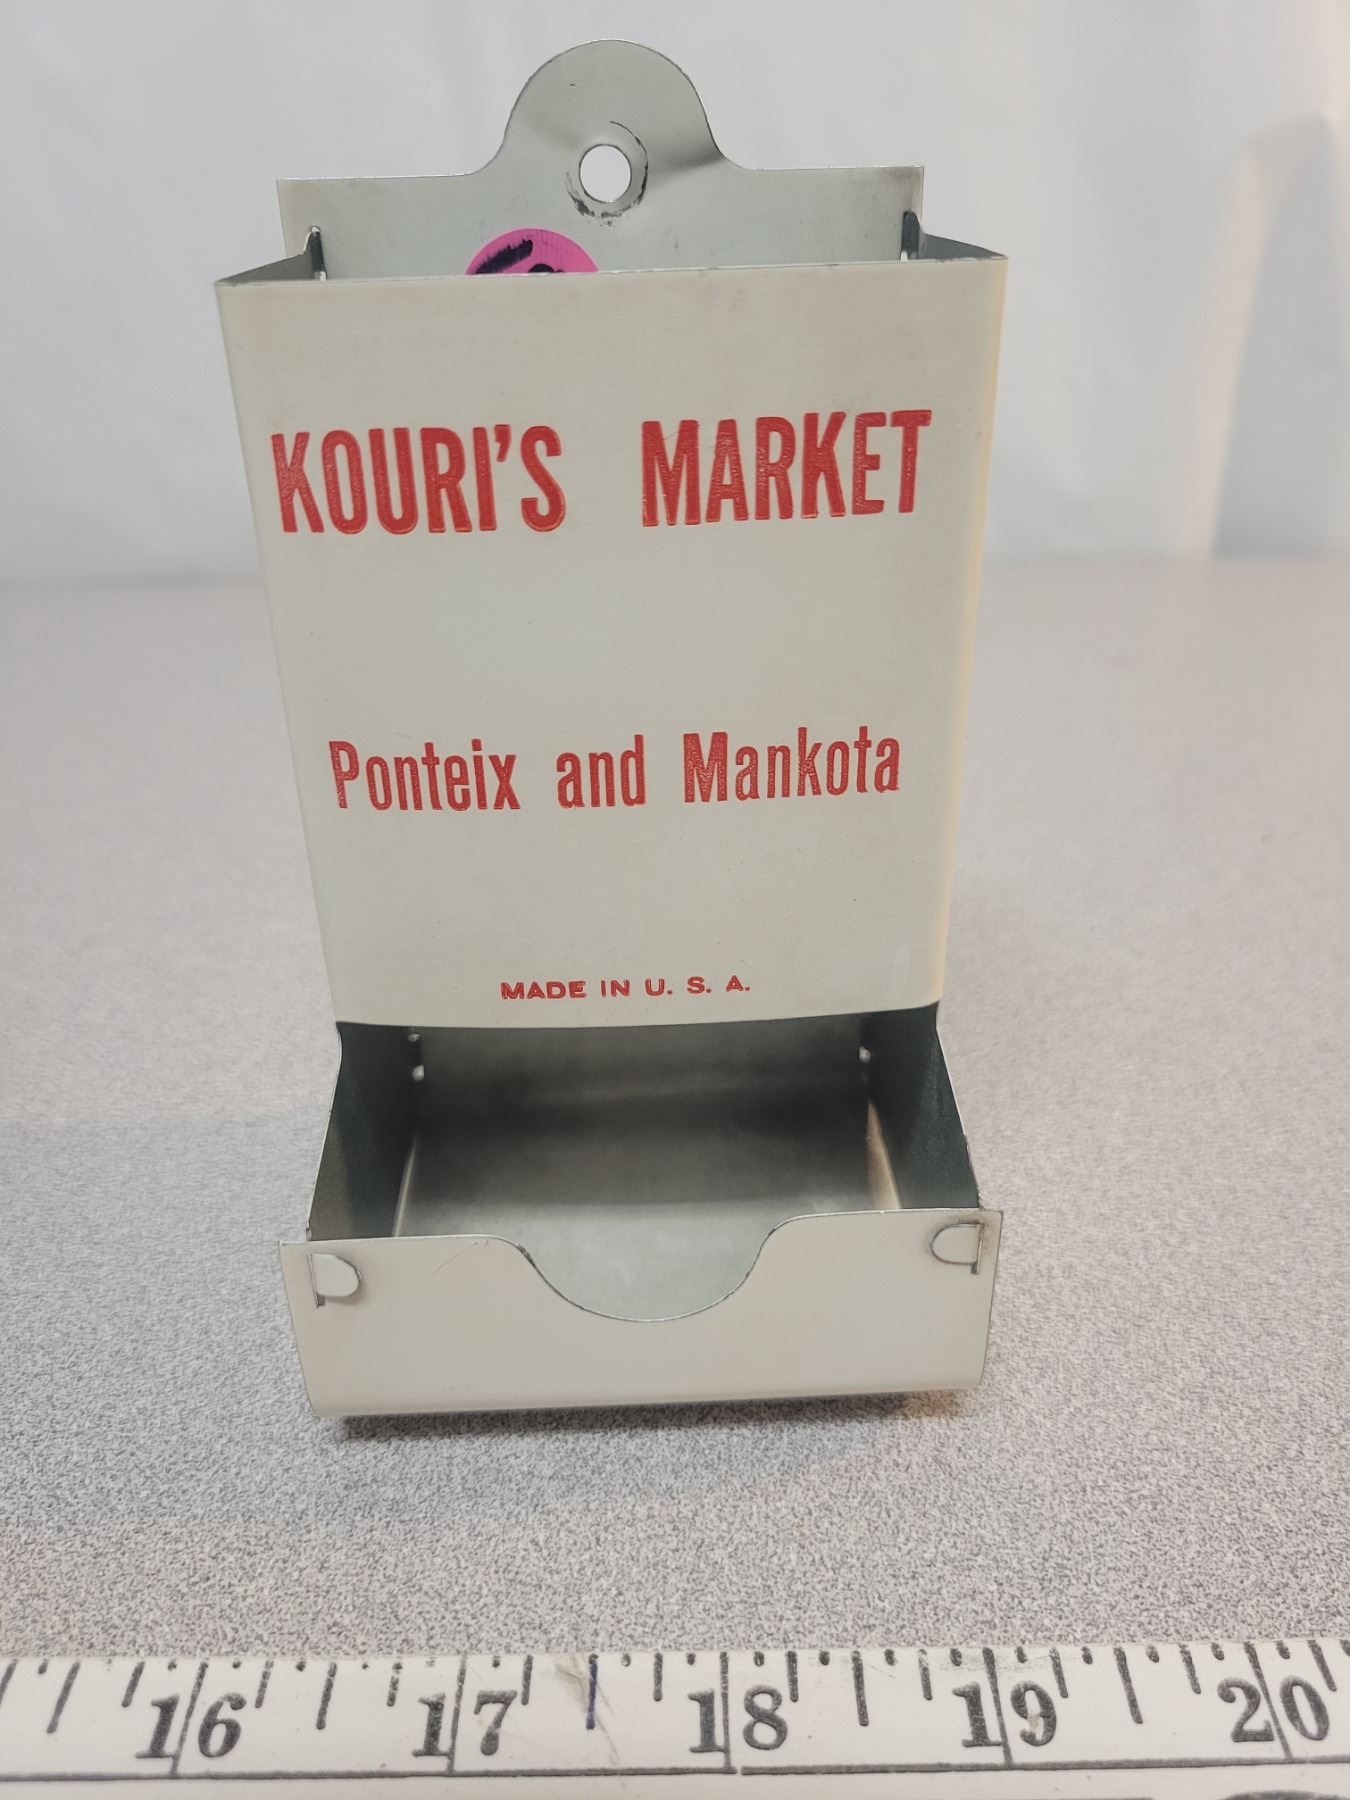 KOURI'S MARKET
Ponteix and Mankota
MADE IN U. S. A.
16 17 18 19 20